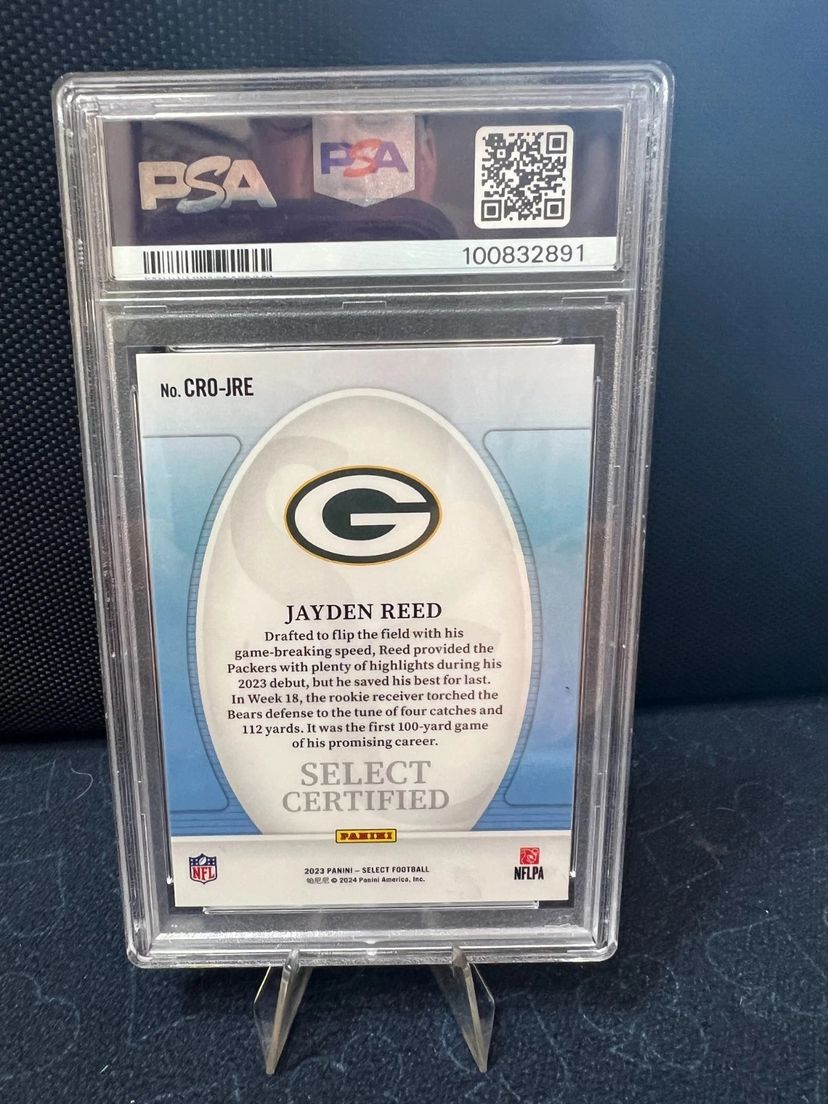 PSA
PSA
100832891
No. CRO-JRE
G
JAYDEN REED
Drafted to flip the field with his
game-breaking speed, Reed provided the
Packers with plenty of highlights during his
2023 debut, but he saved his best for last.
In Week 18, the rookie receiver torched the
Bears defense to the tune of four catches and
112 yards. It was the first 100-yard game
of his promising career.
SELECT
CERTIFIED
PANINI
2023 PANINI – SELECT FOOTBALL
帕尼尼 © 2024 Panini America, Inc.
NFL
NFLPA